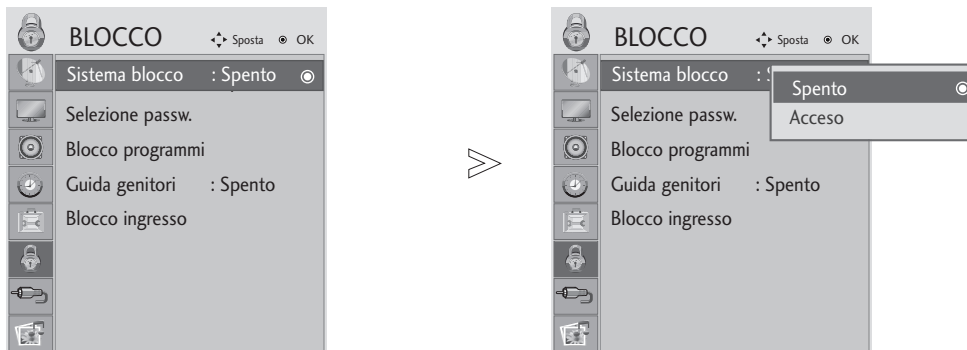 BLOCCO Sposta OK
Sistema blocco : Spento
Selezione passw.
Blocco programmi
Guida genitori : Spento
Blocco ingresso
BLOCCO Sposta OK
Sistema blocco : S
Spento
Acceso
Selezione passw.
Blocco programmi
Guida genitori : Spento
Blocco ingresso